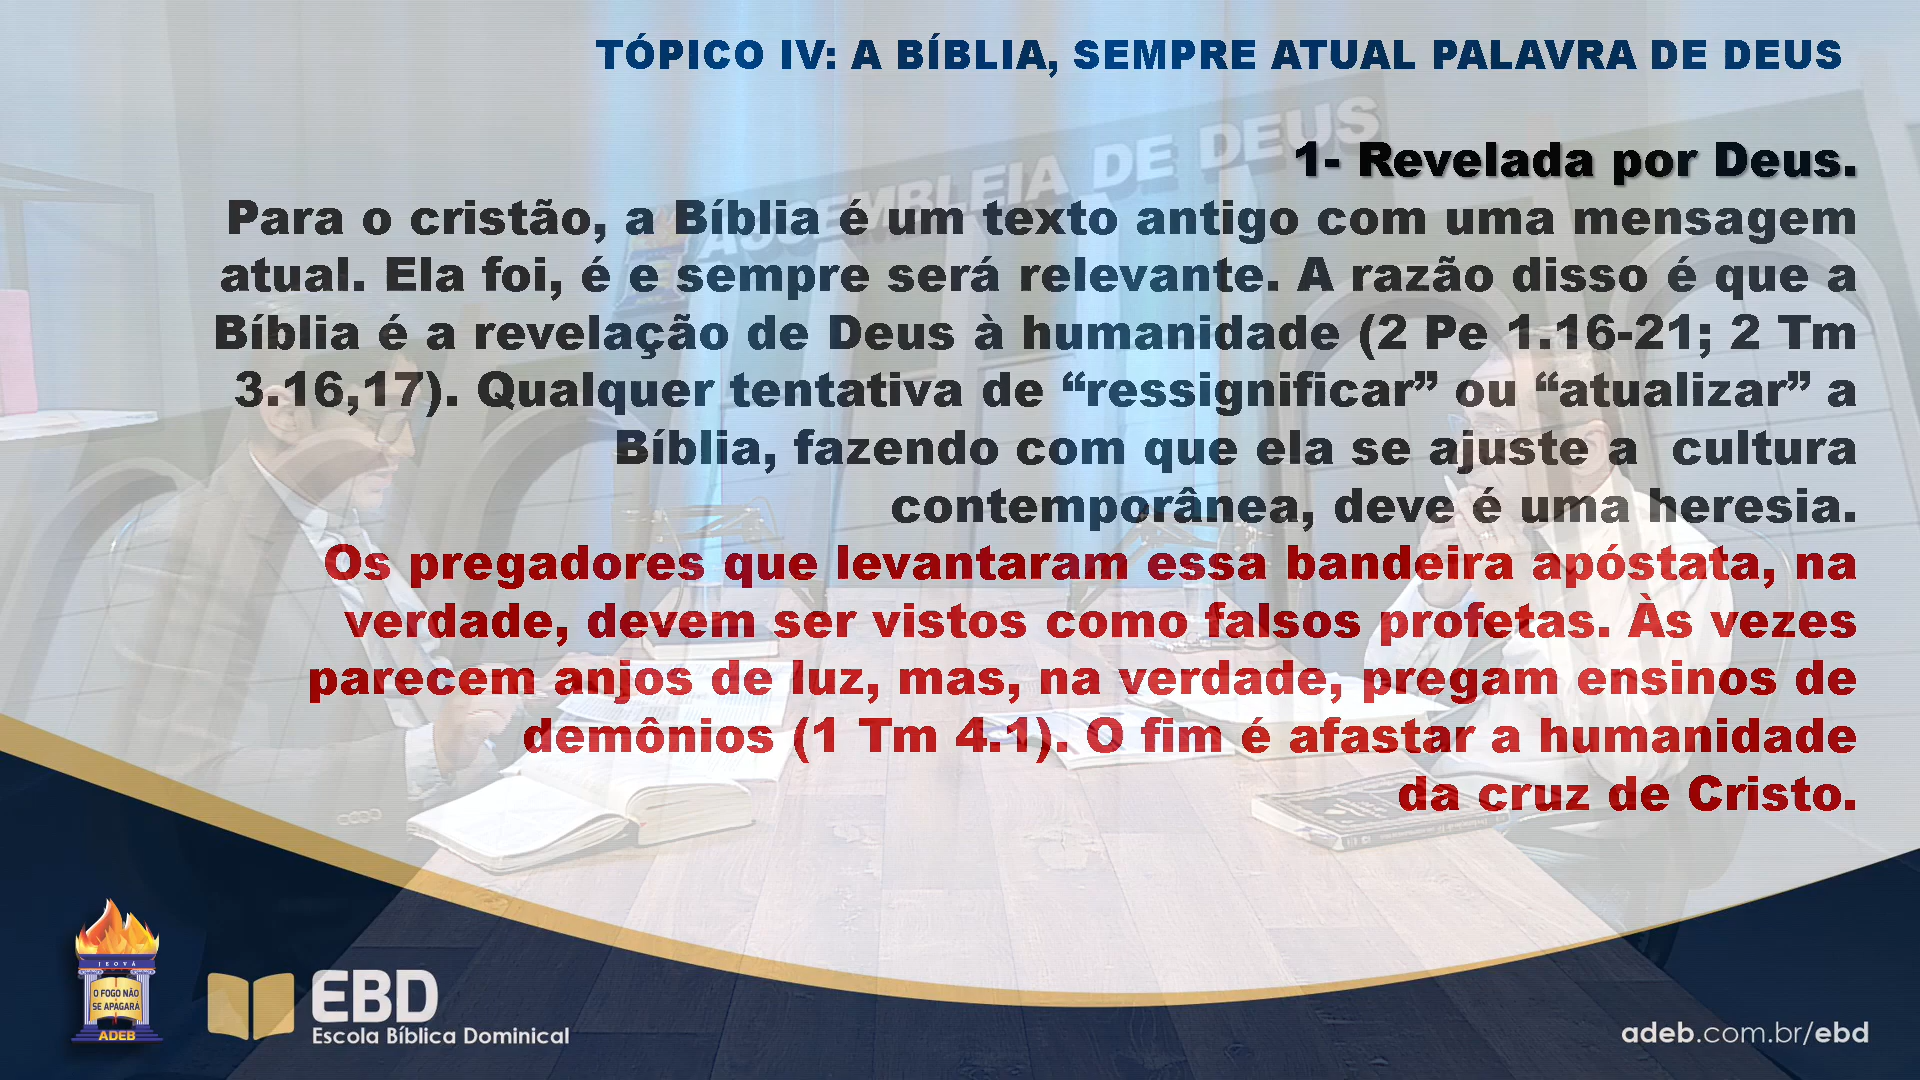 TÓPICO IV: A BÍBLIA, SEMPRE ATUAL PALAVRA DE DEUS
ASSEMBLEIA DE DEUS
1- Revelada por Deus.
Para o cristão, a Bíblia é um texto antigo com uma mensagem
atual. Ela foi, é e sempre será relevante. A razão disso é que a
Bíblia é a revelação de Deus à humanidade (2 Pe 1.16-21; 2 Tm
3.16,17). Qualquer tentativa de “ressignificar” ou “atualizar” a
Bíblia, fazendo com que ela se ajuste a cultura
contemporânea, deve é uma heresia.
Os pregadores que levantaram essa bandeira apóstata, na
verdade, devem ser vistos como falsos profetas. Às vezes
parecem anjos de luz, mas, na verdade, pregam ensinos de
demônios (1 Tm 4.1). O fim é afastar a humanidade
da cruz de Cristo.
JEOVÁ
O FOGO NÃO
SE APAGARÁ
ADEB
EBD
Escola Bíblica Dominical
adeb.com.br/ebd